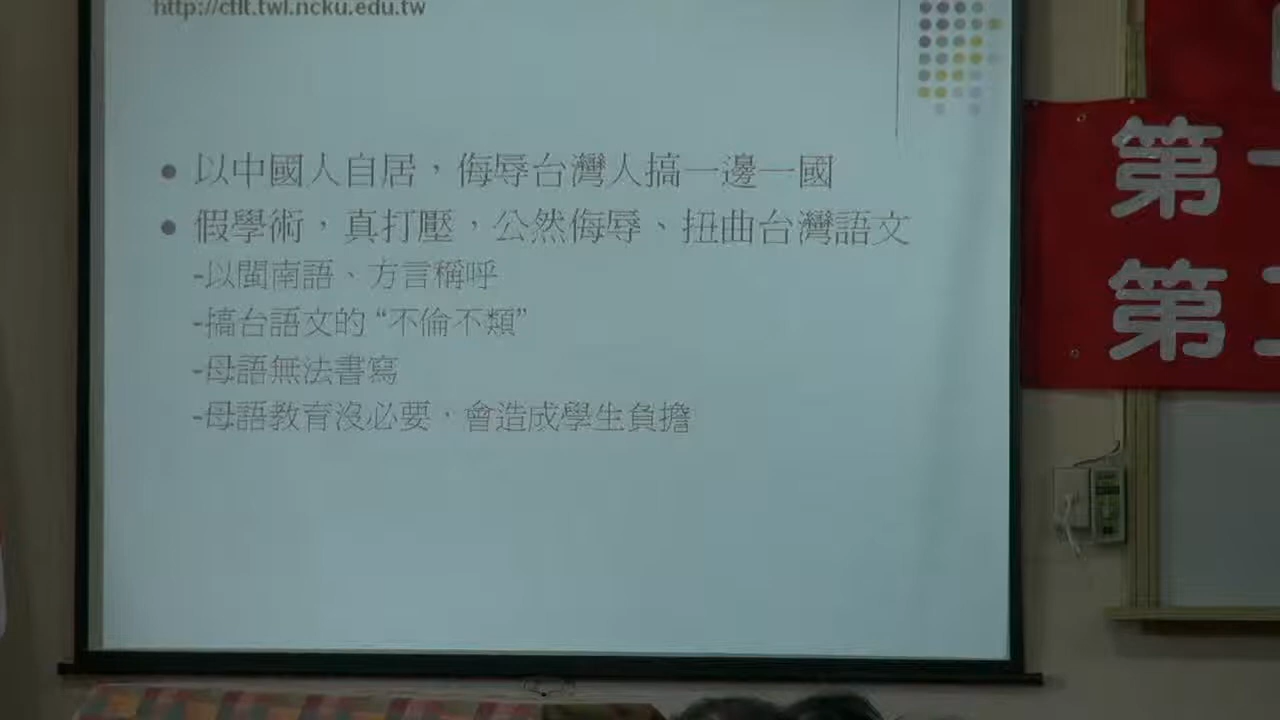 http://cflt.twl.ncku.edu.tw
以中國人自居，侮辱台灣人搞一邊一國
假學術，真打壓，公然侮辱、扭曲台灣語文
-以閩南語、方言稱呼
-搞台語文的“不倫不類”
-母語無法書寫
-母語教育沒必要，會造成學生負擔
第
第